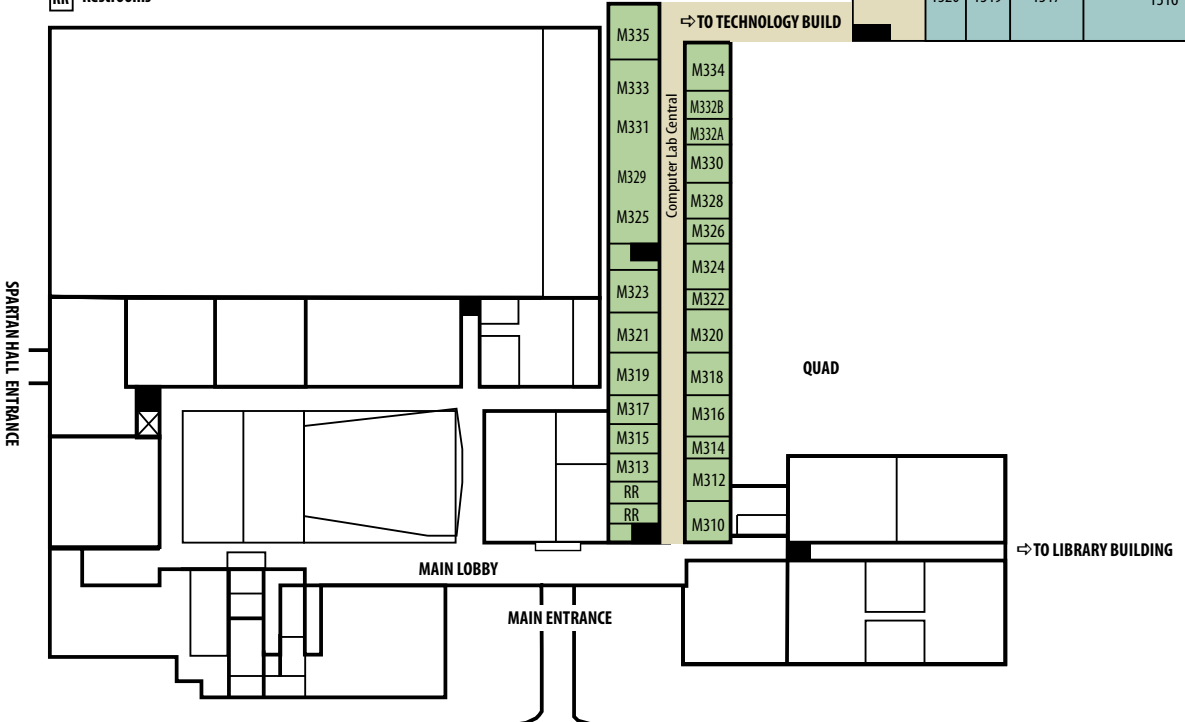 RR Restrooms
⇨TO TECHNOLOGY BUILD
M335
M333
M331
M329
M325
M323
M321
M319
M317
M315
M313
RR
RR
Computer Lab Central
M334
M332B
M332A
M330
M328
M326
M324
M322
M320
M318
M316
M314
M312
M310
SPARTAN HALL ENTRANCE
QUAD
MAIN LOBBY
⇨TO LIBRARY BUILDING
MAIN ENTRANCE